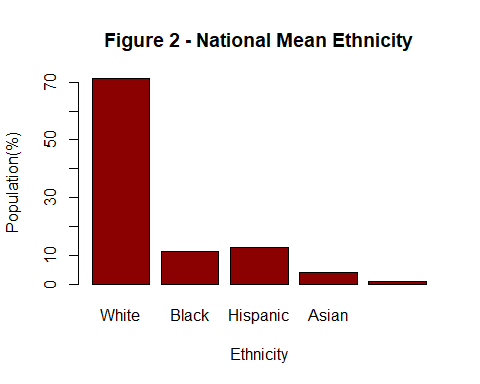 Figure 2 - National Mean Ethnicity
Population(%)
70
50
30
10
0
White Black Hispanic Asian
Ethnicity